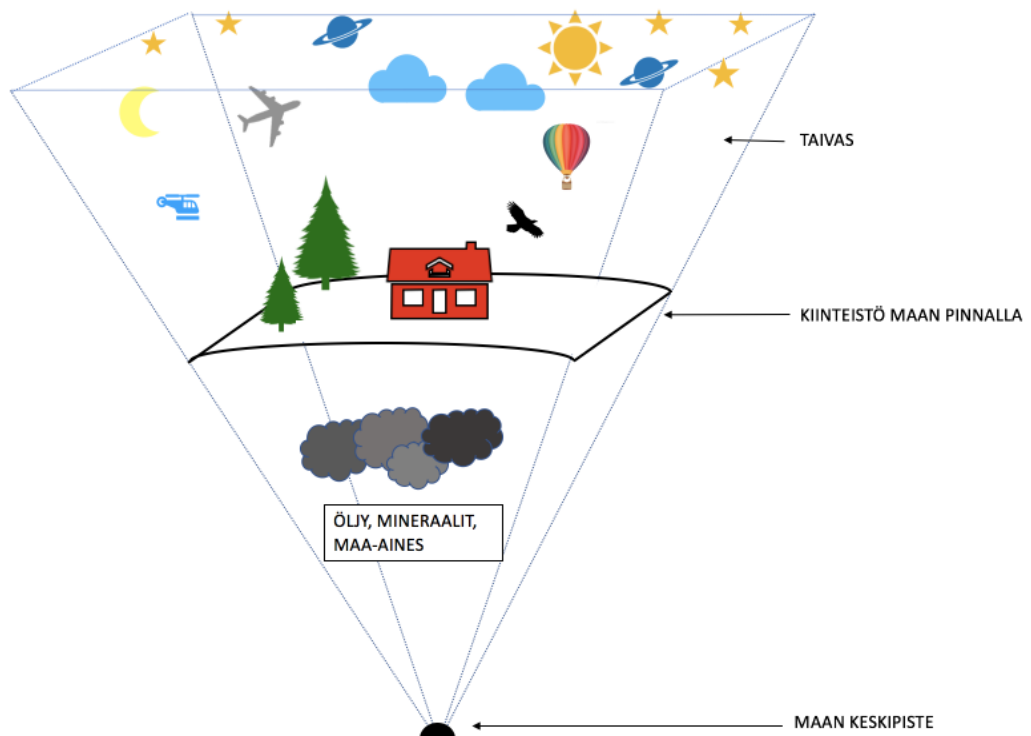 TAIVAS
KIINTEISTÖ MAAN PINNALLA
ÖLJY, MINERAALIT,
MAA-AINES
MAAN KESKIPISTE